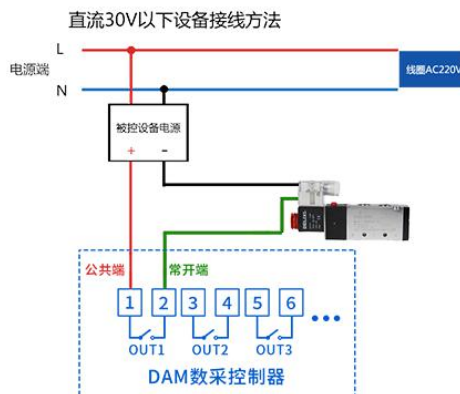 直流30V以下设备接线方法
L
电源端
N
线圈AC220V
被控设备电源
+ -
公共端 常开端
1 2 3 4 5 6 •••
OUT1 OUT2 OUT3
DAM数采控制器